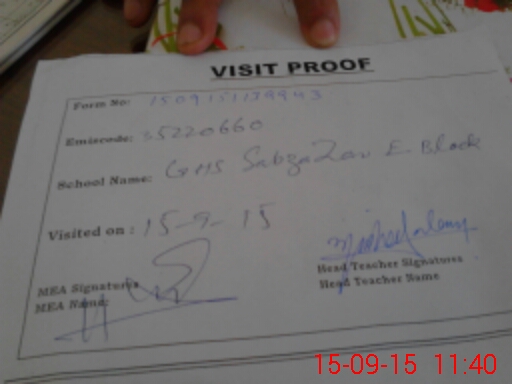 VISIT PROOF
Form No: 1509151139943
Emiscode: 35220660
School Name: GHS Sabzazar E Block
Visited on : 15-9-15
MEA Signatures
MEA Name:
Head Teacher Signatures
Head Teacher Name
15-09-15 11:40